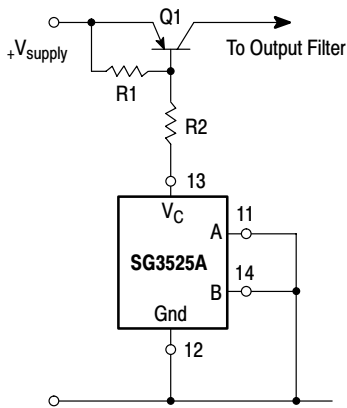 Q1
+Vsupply
To Output Filter
R1
R2
13
VC
11
A
SG3525A
14
B
Gnd
12